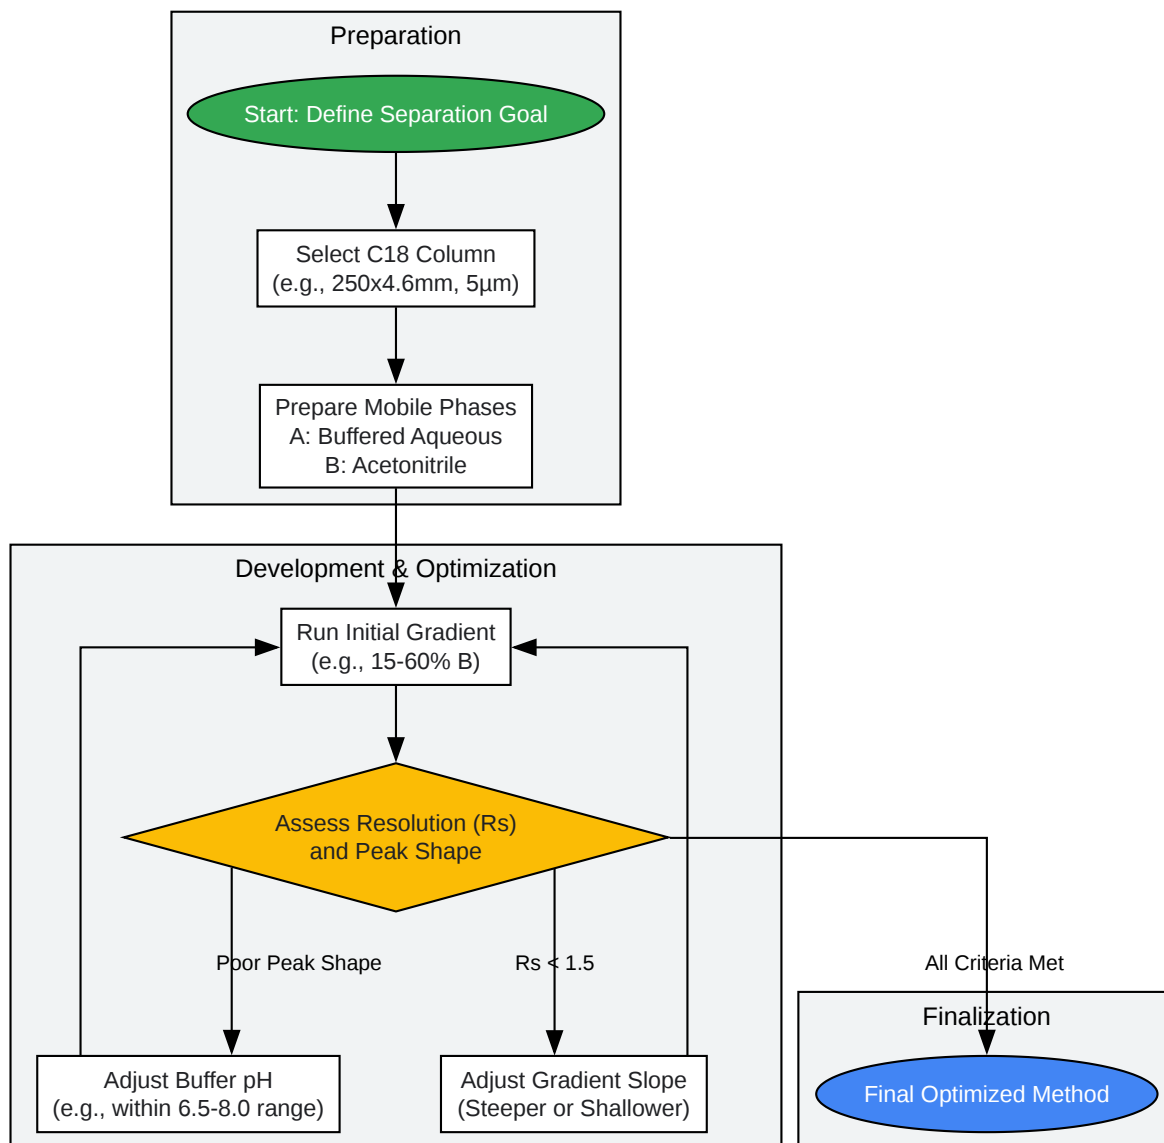 Preparation
Start: Define Separation Goal
Select C18 Column
(e.g., 250x4.6mm, 5µm)
Prepare Mobile Phases
A: Buffered Aqueous
B: Acetonitrile
Development & Optimization
Run Initial Gradient
(e.g., 15-60% B)
Assess Resolution (Rs)
and Peak Shape
Poor Peak Shape
Rs < 1.5
All Criteria Met
Adjust Buffer pH
(e.g., within 6.5-8.0 range)
Adjust Gradient Slope
(Steeper or Shallower)
Finalization
Final Optimized Method